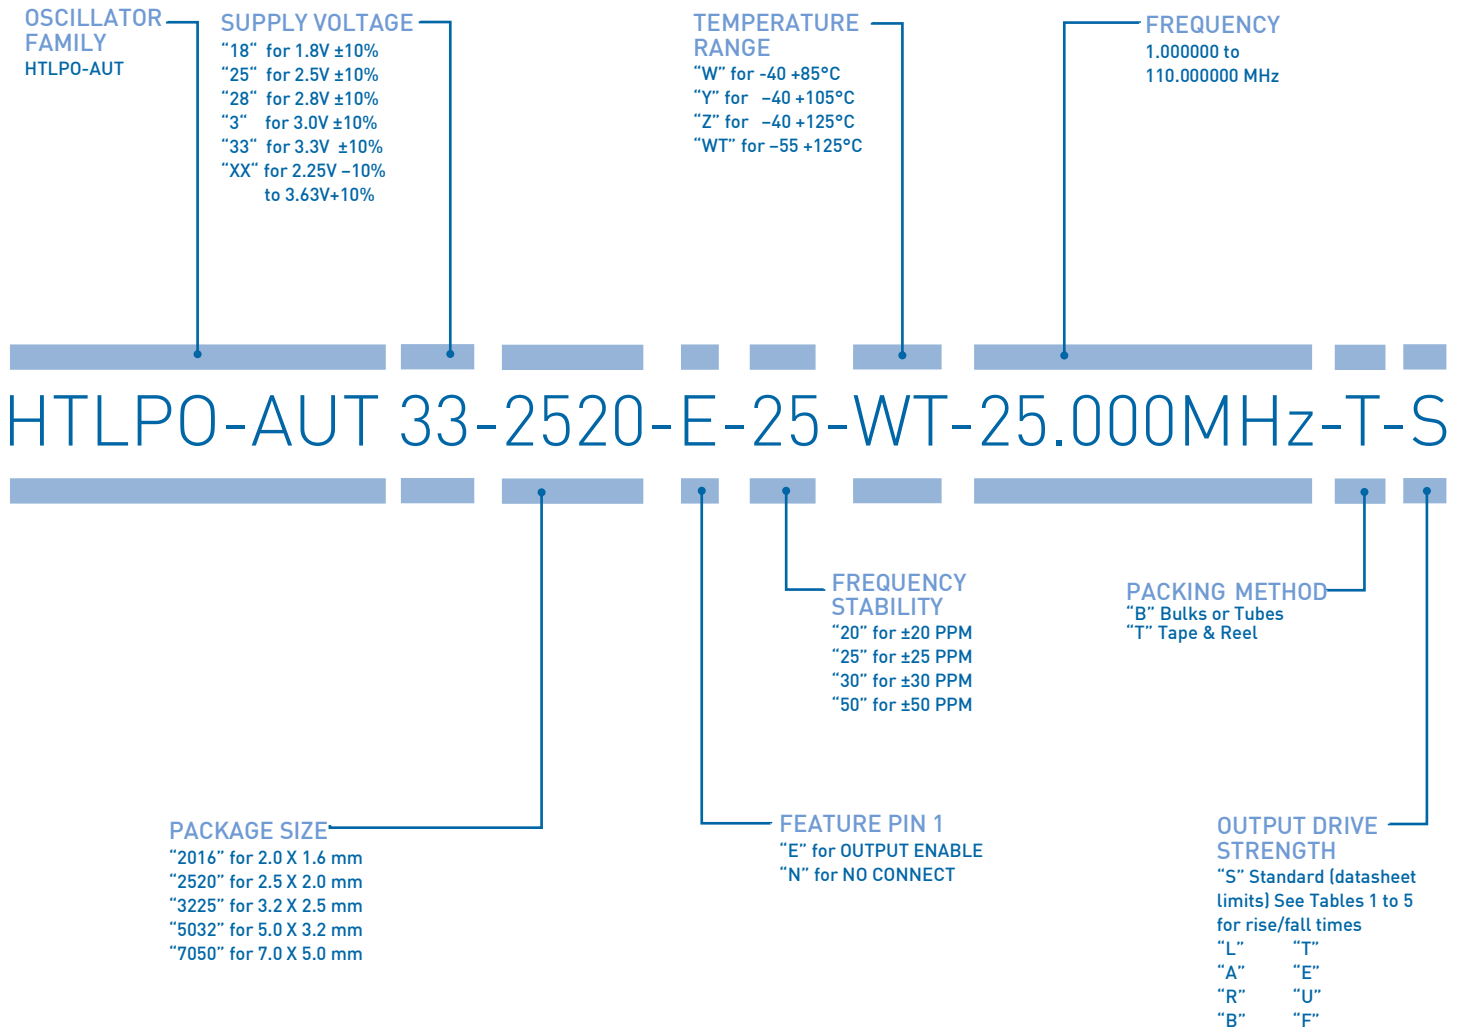 OSCILLATOR
FAMILY
HTLPO-AUT
SUPPLY VOLTAGE
“18“ for 1.8V ±10%
“25“ for 2.5V ±10%
“28“ for 2.8V ±10%
“3“ for 3.0V ±10%
“33“ for 3.3V ±10%
“XX“ for 2.25V –10%
to 3.63V+10%
TEMPERATURE
RANGE
“W” for -40 +85°C
“Y” for –40 +105°C
“Z” for –40 +125°C
“WT” for –55 +125°C
FREQUENCY
1.000000 to
110.000000 MHz
HTLPO-AUT 33-2520-E-25-WT-25.000MHz-T-S
FREQUENCY
STABILITY
“20” for ±20 PPM
“25” for ±25 PPM
“30” for ±30 PPM
“50” for ±50 PPM
PACKING METHOD
“B” Bulks or Tubes
“T” Tape & Reel
PACKAGE SIZE
“2016” for 2.0 X 1.6 mm
“2520” for 2.5 X 2.0 mm
“3225” for 3.2 X 2.5 mm
“5032” for 5.0 X 3.2 mm
“7050” for 7.0 X 5.0 mm
FEATURE PIN 1
“E” for OUTPUT ENABLE
“N” for NO CONNECT
OUTPUT DRIVE
STRENGTH
“S” Standard (datasheet
limits) See Tables 1 to 5
for rise/fall times
“L” “T”
“A” “E”
“R” “U”
“B” “F”